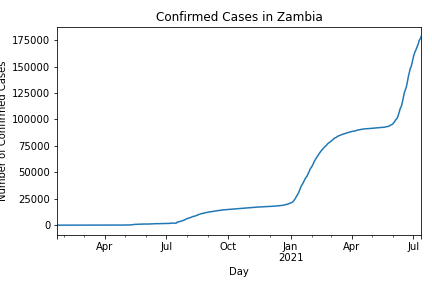 Confirmed Cases in Zambia
175000
150000
125000
100000
75000
50000
25000
0
Number of Confirmed Cases
Apr
Jul
Oct
Jan
2021
Apr
Jul
Day